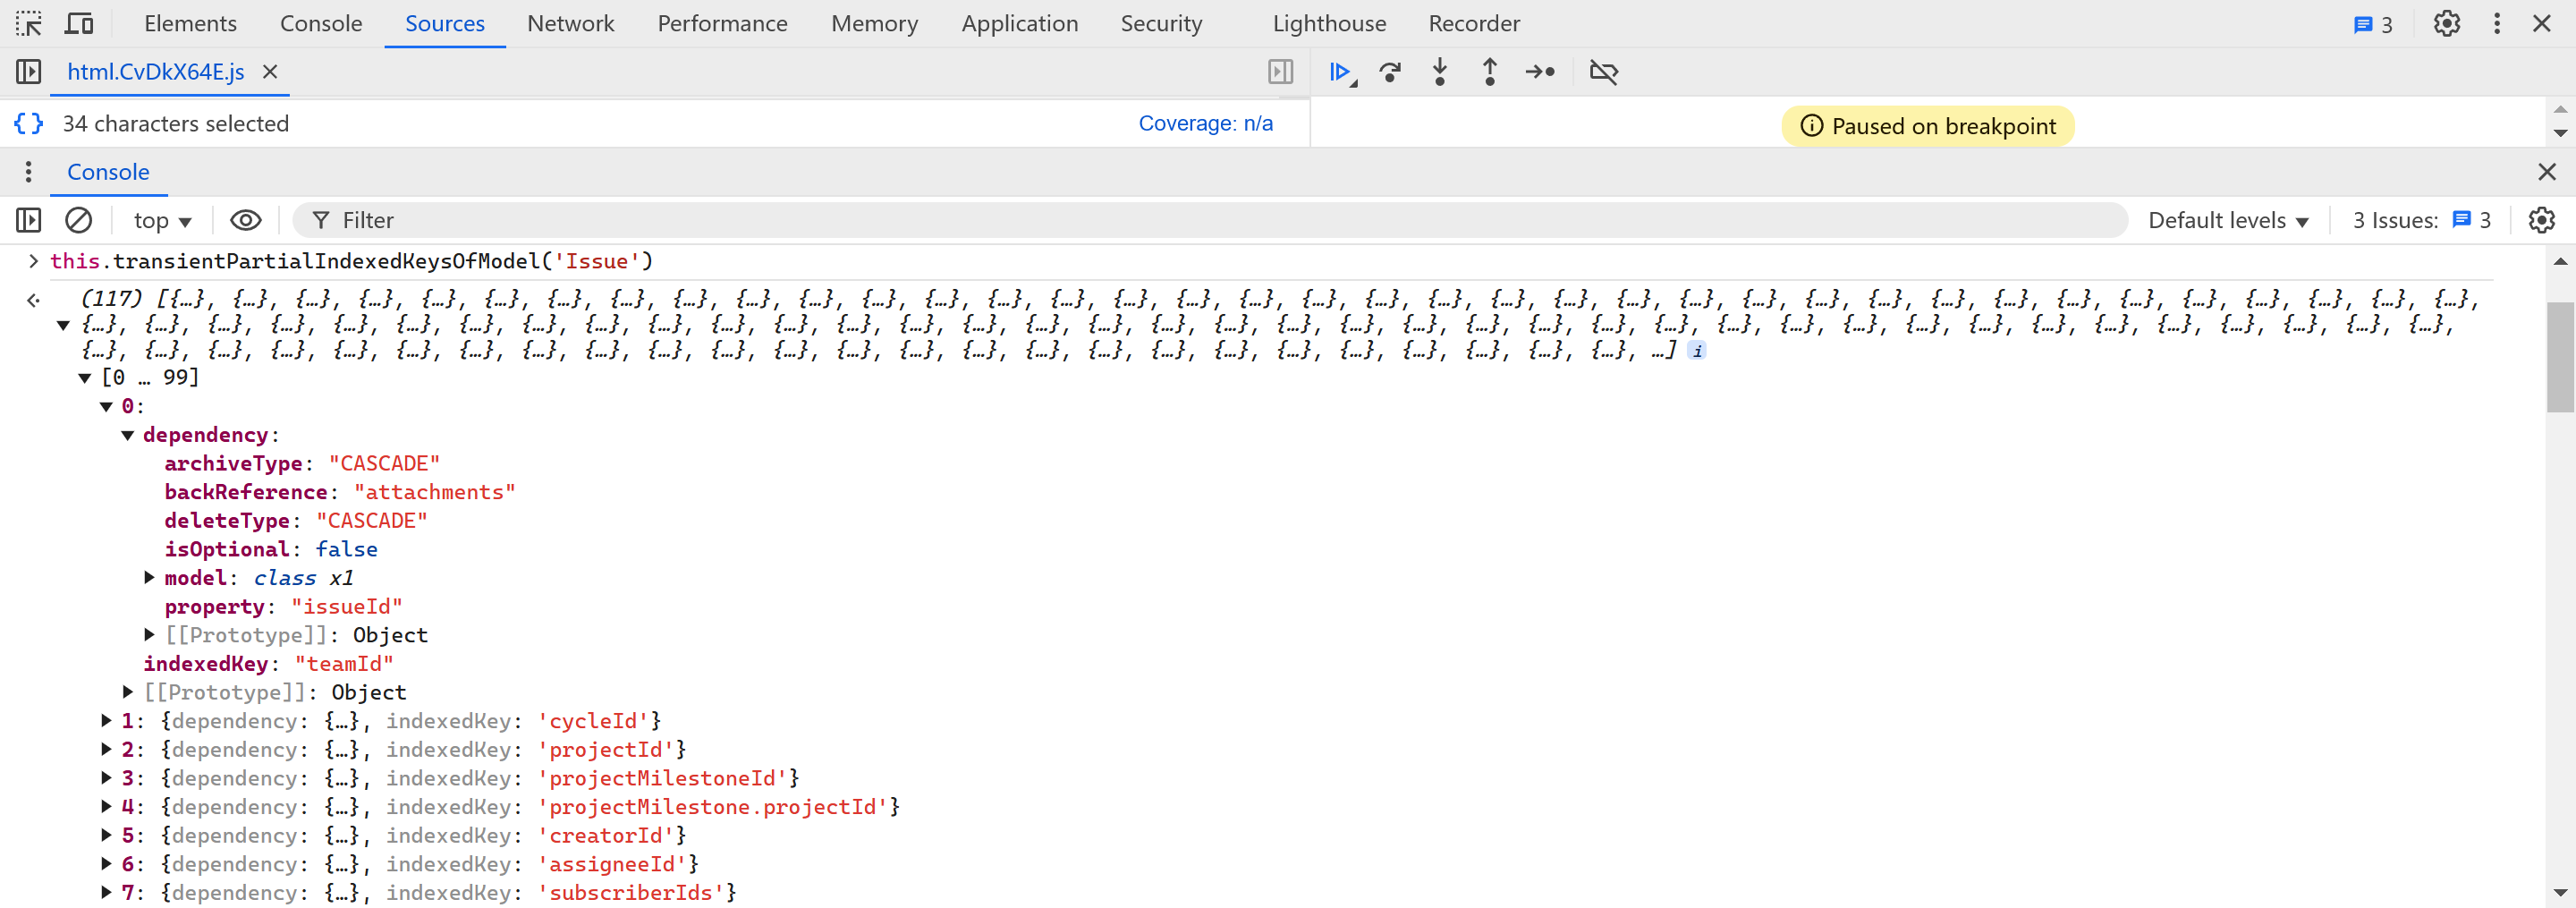 Elements Console Sources Network Performance Memory Application Security Lighthouse Recorder 3
html.CvDkX64E.js
34 characters selected Coverage: n/a Paused on breakpoint
Console
top Filter Default levels 3 Issues: 3
this.transientPartialIndexedKeysOfModel('Issue')
(117) [{…}, {…}, {…}, {…}, {…}, {…}, {…}, {…}, {…}, {…}, {…}, {…}, {…}, {…}, {…}, {…}, {…}, {…}, {…}, {…}, {…}, {…}, {…}, {…}, {…}, {…}, {…}, {…}, {…}, {…}, {…}, {…}, {…}, {…}, {…}, {…}, {…},
{…}, {…}, {…}, {…}, {…}, {…}, {…}, {…}, {…}, {…}, {…}, {…}, {…}, {…}, {…}, {…}, {…}, {…}, {…}, {…}, {…}, {…}, {…}, {…}, {…}, {…}, {…}, {…}, {…}, {…}, {…}, {…}, {…}, {…}, {…}, {…}, {…}, {…},
{…}, {…}, {…}, {…}, {…}, {…}, {…}, {…}, {…}, {…}, {…}, {…}, {…}, {…}, {…}, {…}, {…}, {…}, {…}, {…}, {…}, {…}, {…}, {…}, {…}, …] i
[0 … 99]
0:
dependency:
archiveType: "CASCADE"
backReference: "attachments"
deleteType: "CASCADE"
isOptional: false
model: class x1
property: "issueId"
[[Prototype]]: Object
indexedKey: "teamId"
[[Prototype]]: Object
1: {dependency: {…}, indexedKey: 'cycleId'}
2: {dependency: {…}, indexedKey: 'projectId'}
3: {dependency: {…}, indexedKey: 'projectMilestoneId'}
4: {dependency: {…}, indexedKey: 'projectMilestone.projectId'}
5: {dependency: {…}, indexedKey: 'creatorId'}
6: {dependency: {…}, indexedKey: 'assigneeId'}
7: {dependency: {…}, indexedKey: 'subscriberIds'}